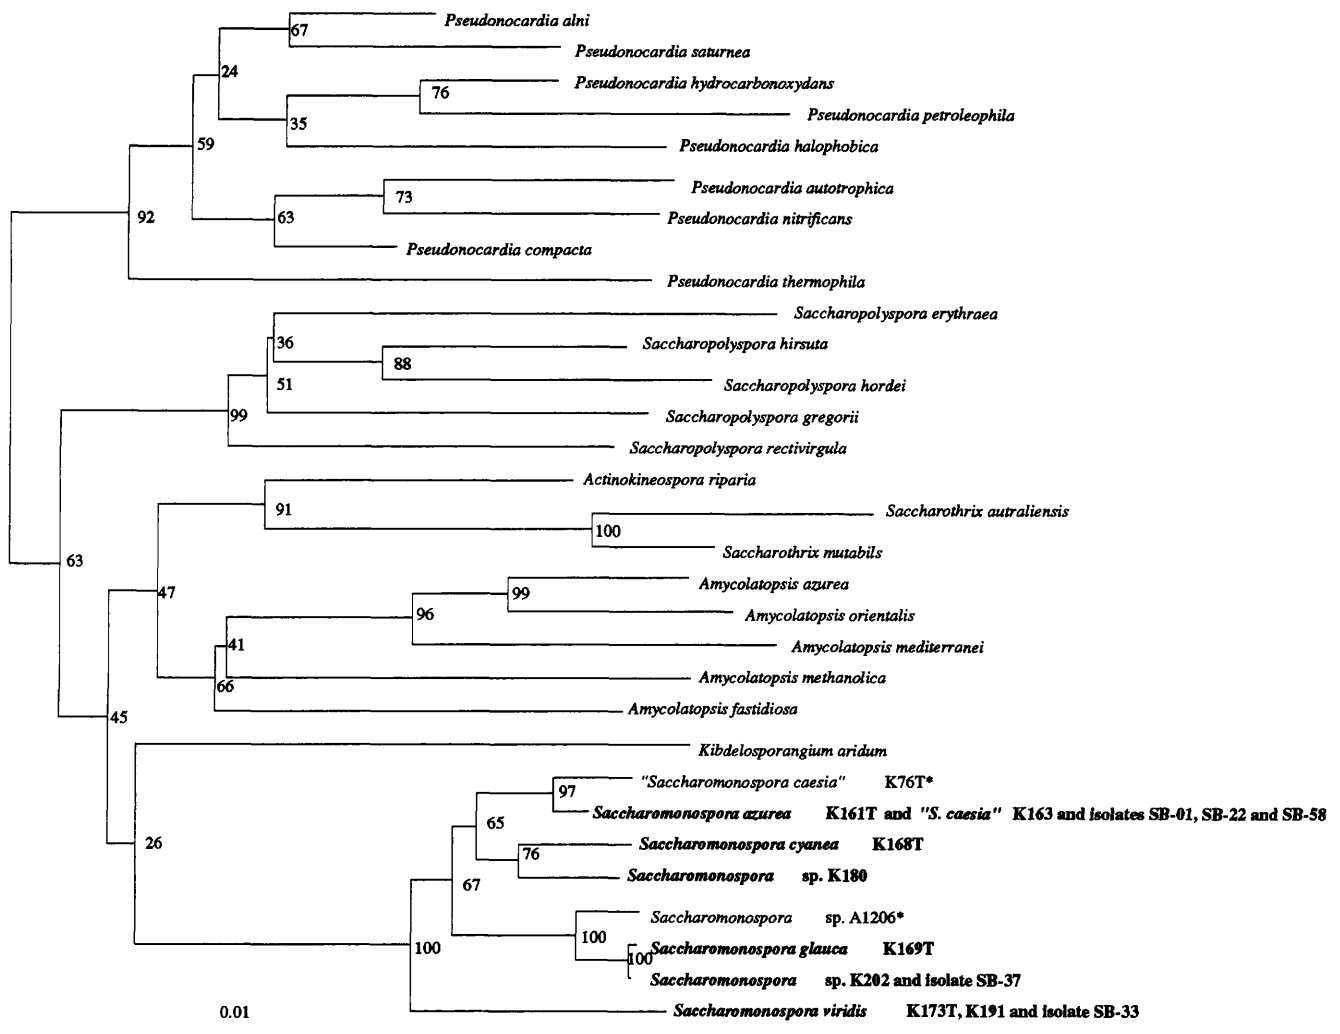 Pseudonocardia alni
67
Pseudonocardia saturnea
24
Pseudonocardia hydrocarbonoxydans
76
Pseudonocardia petroleophila
35
59
Pseudonocardia halophobica
Pseudonocardia autotrophica
73
63
Pseudonocardia nitrificans
92
Pseudonocardia compacta
Pseudonocardia thermophila
Saccharopolyspora erythraea
36
Saccharopolyspora hirsuta
88
51
Saccharopolyspora hordei
99
Saccharopolyspora gregorii
Saccharopolyspora rectivirgula
Actinokineospora riparia
91
Saccharothrix autraliensis
100
63
Saccharothrix mutabils
47
Amycolatopsis azurea
99
96
Amycolatopsis orientalis
41
Amycolatopsis mediterranei
66
Amycolatopsis methanolica
45
Amycolatopsis fastidiosa
Kibdelosporangium aridum
"Saccharomonospora caesia" K76T*
97
Saccharomonospora azurea K161T and "S. caesia" K163 and isolates SB-01, SB-22 and SB-58
65
26
Saccharomonospora cyanea K168T
76
67
Saccharomonospora sp. K180
Saccharomonospora sp. A1206*
100
100
Saccharomonospora glauca K169T
100
Saccharomonospora sp. K202 and isolate SB-37
0.01
Saccharomonospora viridis K173T, K191 and isolate SB-33